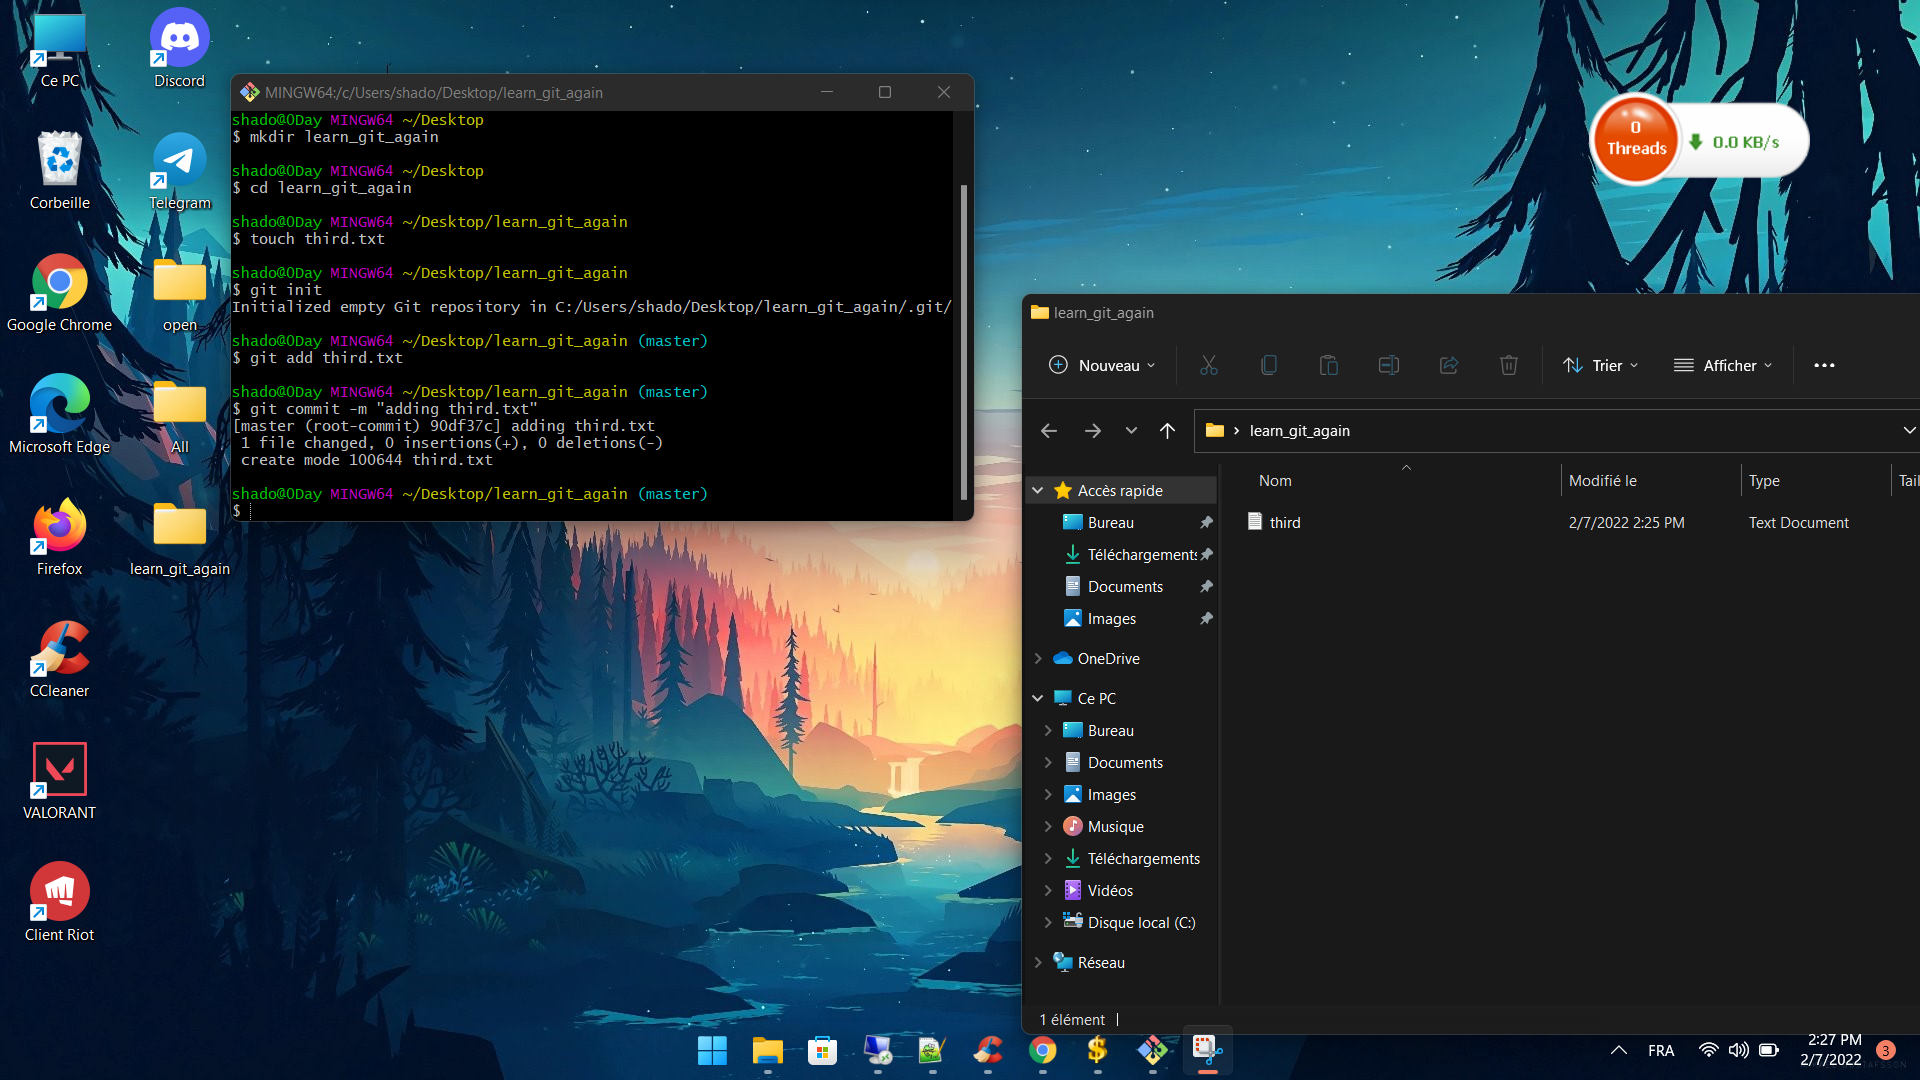 Ce PC
Discord
Corbeille
Telegram
Google Chrome
open
Microsoft Edge
All
Firefox
learn_git_again
CCleaner
VALORANT
Client Riot
MINGW64:/c/Users/shado/Desktop/learn_git_again
shado@0Day MINGW64 ~/Desktop
$ mkdir learn_git_again
shado@0Day MINGW64 ~/Desktop
$ cd learn_git_again
shado@0Day MINGW64 ~/Desktop/learn_git_again
$ touch third.txt
shado@0Day MINGW64 ~/Desktop/learn_git_again
$ git init
Initialized empty Git repository in C:/Users/shado/Desktop/learn_git_again/.git/
shado@0Day MINGW64 ~/Desktop/learn_git_again (master)
$ git add third.txt
shado@0Day MINGW64 ~/Desktop/learn_git_again (master)
$ git commit -m "adding third.txt"
[master (root-commit) 90df37c] adding third.txt
1 file changed, 0 insertions(+), 0 deletions(-)
create mode 100644 third.txt
shado@0Day MINGW64 ~/Desktop/learn_git_again (master)
$
0
Threads
0.0 KB/s
learn_git_again
Nouveau
Trier
Afficher
learn_git_again
Nom
Modifié le
Type
Tail
third
2/7/2022 2:25 PM
Text Document
Accès rapide
Bureau
Téléchargements
Documents
Images
OneDrive
Ce PC
Bureau
Documents
Images
Musique
Téléchargements
Vidéos
Disque local (C:)
Réseau
1 élément
FRA
2:27 PM
2/7/2022
3